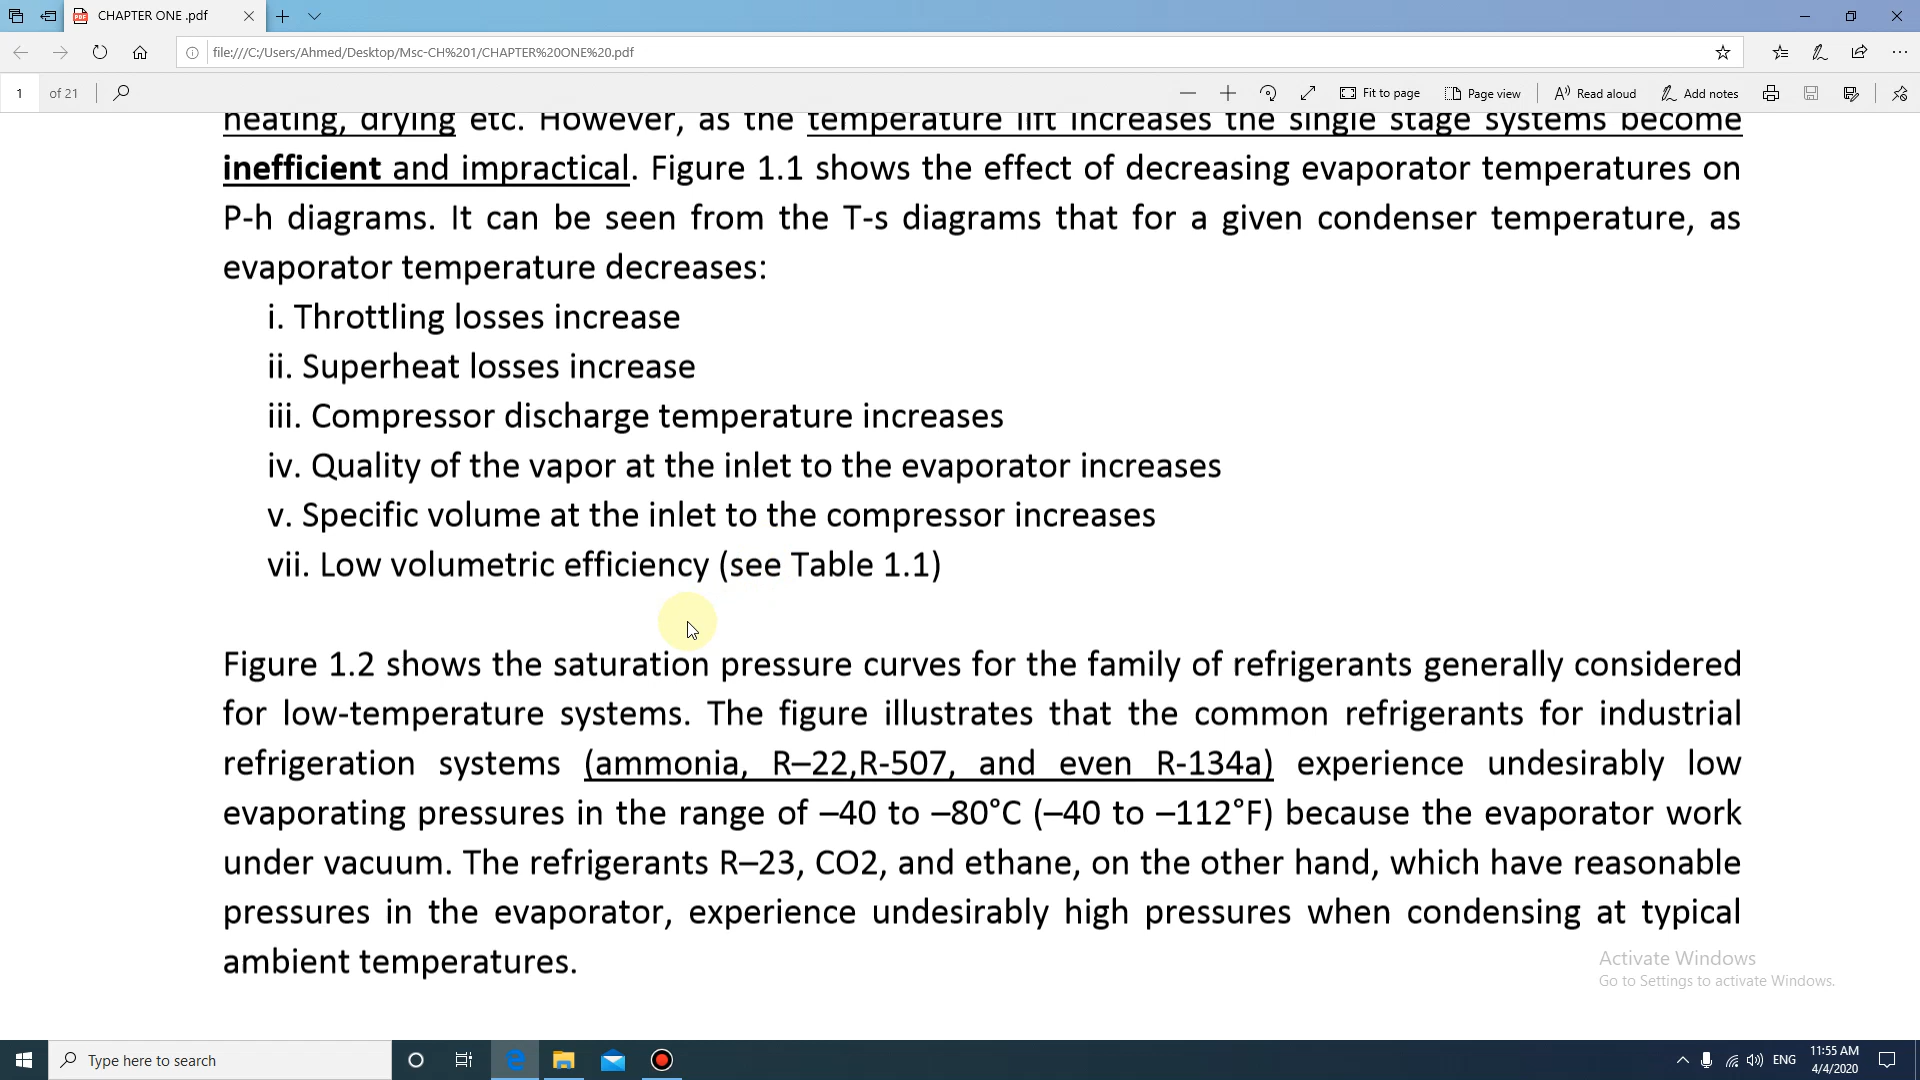 CHAPTER ONE .pdf
file:///C:/Users/Ahmed/Desktop/Msc-CH%201/CHAPTER%20ONE%20.pdf
1 of 21 Fit to page Page view Read aloud Add notes
heating, drying etc. However, as the temperature lift increases the single stage systems become
inefficient and impractical. Figure 1.1 shows the effect of decreasing evaporator temperatures on
P-h diagrams. It can be seen from the T-s diagrams that for a given condenser temperature, as
evaporator temperature decreases:
i. Throttling losses increase
ii. Superheat losses increase
iii. Compressor discharge temperature increases
iv. Quality of the vapor at the inlet to the evaporator increases
v. Specific volume at the inlet to the compressor increases
vii. Low volumetric efficiency (see Table 1.1)
Figure 1.2 shows the saturation pressure curves for the family of refrigerants generally considered
for low-temperature systems. The figure illustrates that the common refrigerants for industrial
refrigeration systems (ammonia, R–22,R-507, and even R-134a) experience undesirably low
evaporating pressures in the range of –40 to –80°C (–40 to –112°F) because the evaporator work
under vacuum. The refrigerants R–23, CO2, and ethane, on the other hand, which have reasonable
pressures in the evaporator, experience undesirably high pressures when condensing at typical
ambient temperatures.
Activate Windows
Go to Settings to activate Windows.
Type here to search
ENG
11:55 AM
4/4/2020